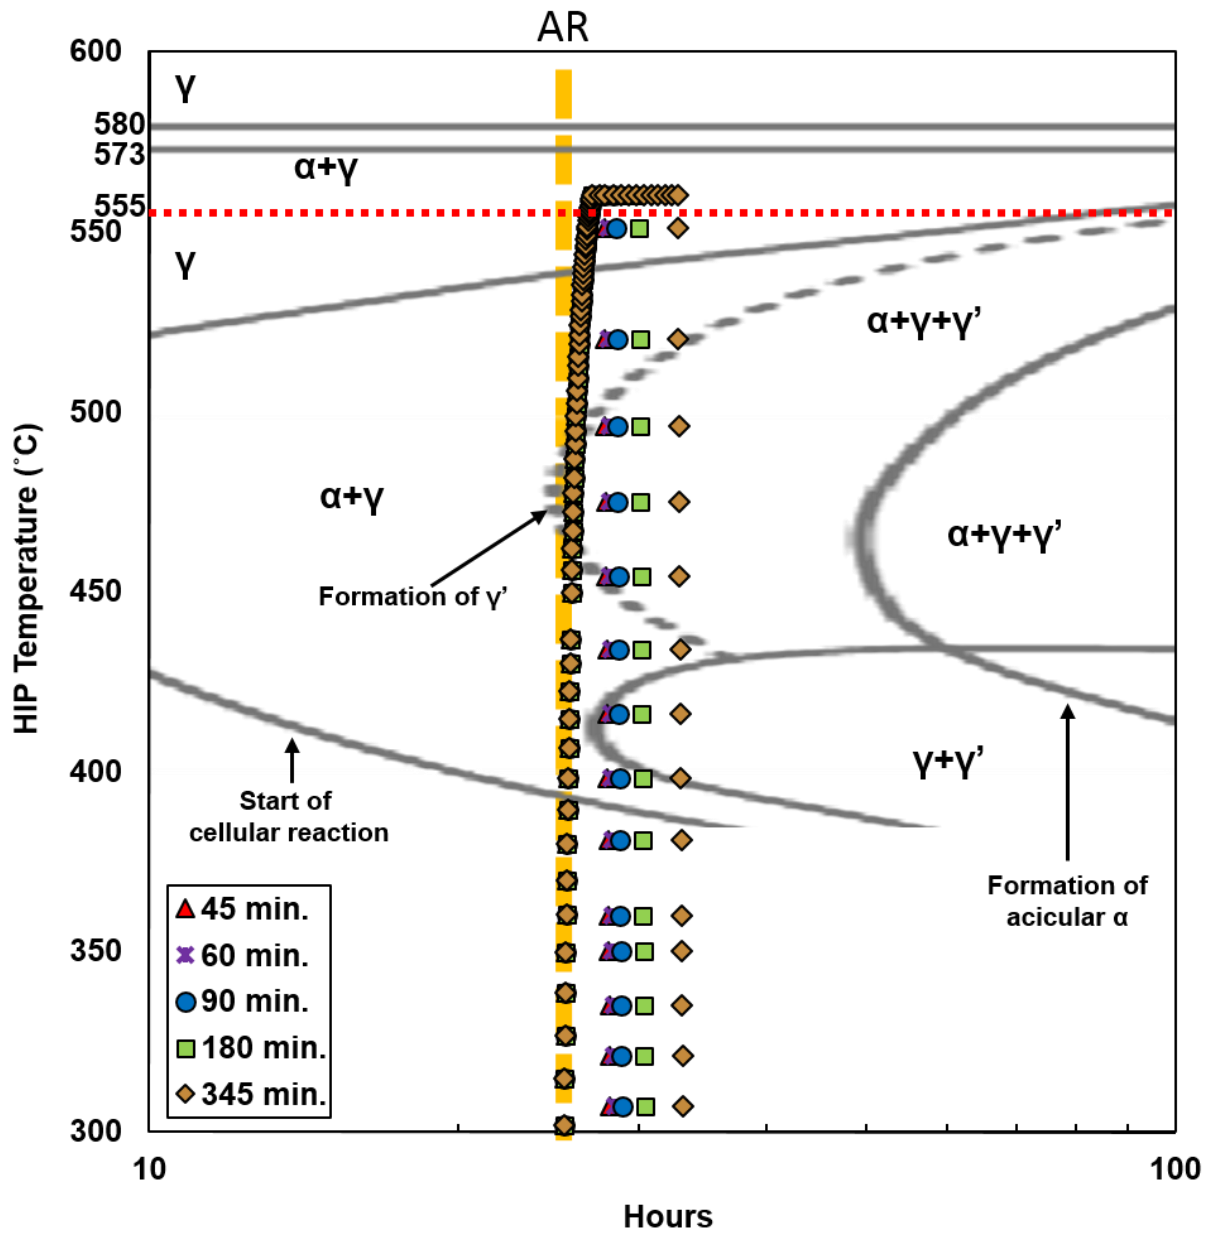 AR
600
γ
580
573
α+γ
555
550
γ
α+γ+γ’
500
α+γ
α+γ+γ’
Formation of γ’
450
HIP Temperature (˚C)
400
γ+γ’
Start of
cellular reaction
Formation of
acicular α
45 min.
60 min.
90 min.
180 min.
345 min.
350
300
10
100
Hours